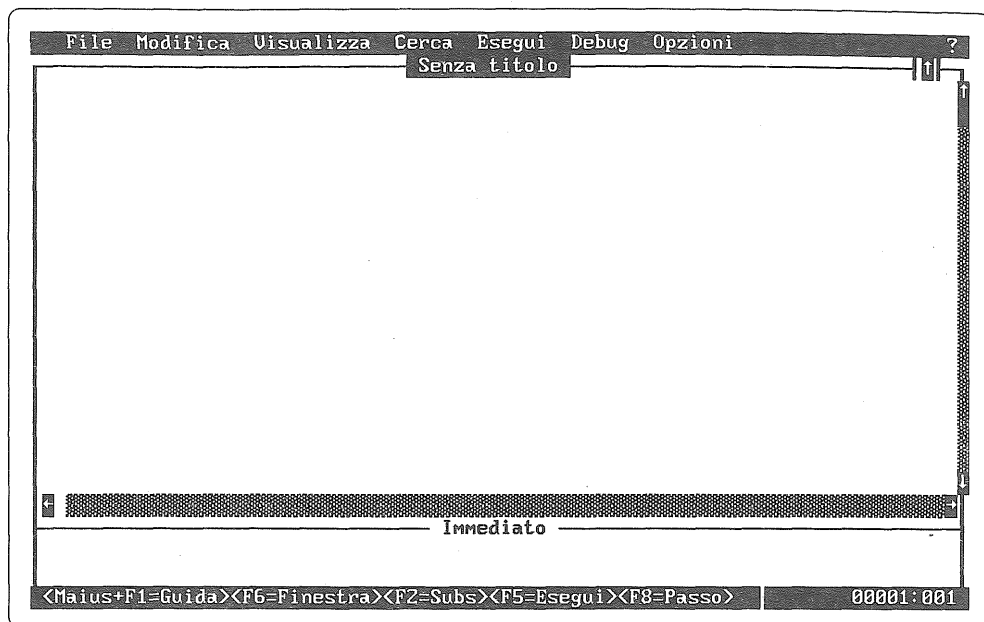 File Modifica Visualizza Cerca Esegui Debug Opzioni ?
Senza titolo ↑
↑
↓
← →
Immediato
<Maius+F1=Guida><F6=Finestra><F2=Subs><F5=Esegui><F8=Passo> 00001:001